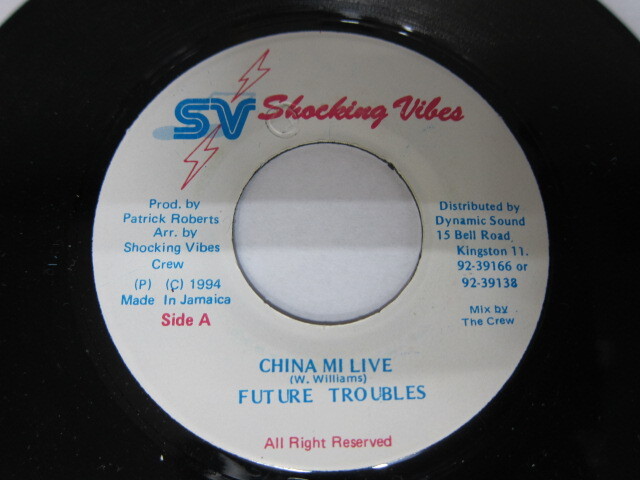 SV Shocking Vibes
Prod. by
Patrick Roberts
Arr. by
Shocking Vibes
Crew
(P) (C) 1994
Made In Jamaica
Side A
Distributed by
Dynamic Sound
15 Bell Road
Kingston 11.
92-39166 or
92-39138
Mix by
The Crew
CHINA MI LIVE
(W. Williams)
FUTURE TROUBLES
All Right Reserved